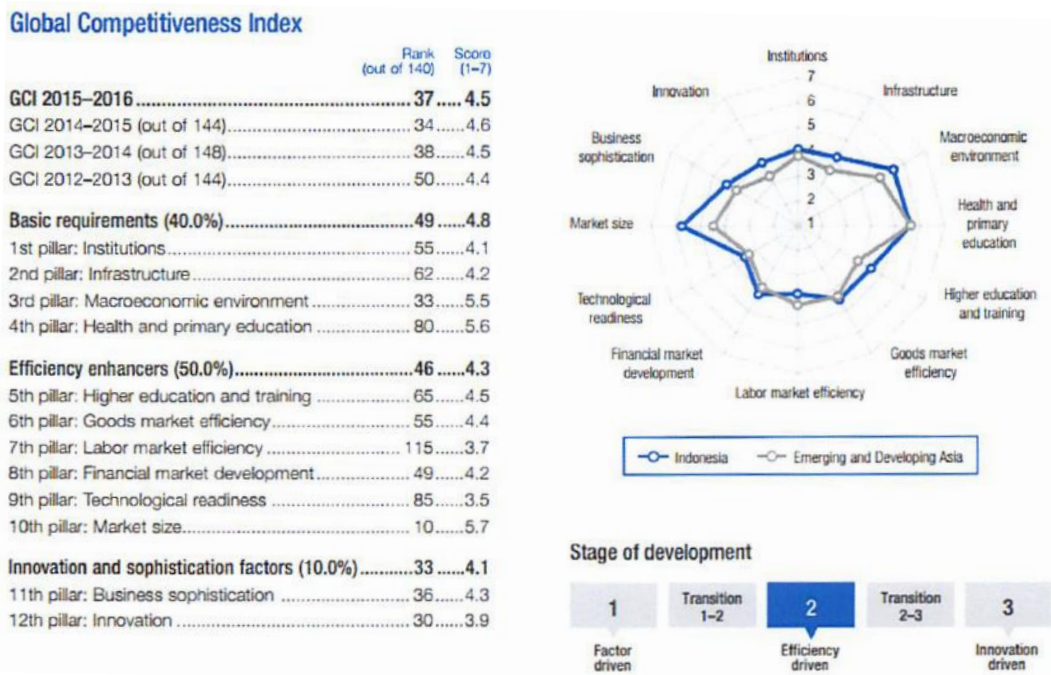 Global Competitiveness Index
Rank Score
(out of 140) (1–7)
GCI 2015–2016 ........ 37 ..... 4.5
GCI 2014–2015 (out of 144) ........ 34 ...... 4.6
GCI 2013–2014 (out of 148) ........ 38 ...... 4.5
GCI 2012–2013 (out of 144) ........ 50 ...... 4.4
Basic requirements (40.0%) ........ 49 ...... 4.8
1st pillar: Institutions ........ 55 ...... 4.1
2nd pillar: Infrastructure ........ 62 ...... 4.2
3rd pillar: Macroeconomic environment ........ 33 ...... 5.5
4th pillar: Health and primary education ........ 80 ...... 5.6
Efficiency enhancers (50.0%) ........ 46 ...... 4.3
5th pillar: Higher education and training ........ 65 ...... 4.5
6th pillar: Goods market efficiency ........ 55 ...... 4.4
7th pillar: Labor market efficiency ........ 115 ...... 3.7
8th pillar: Financial market development ........ 49 ...... 4.2
9th pillar: Technological readiness ........ 85 ...... 3.5
10th pillar: Market size ........ 10 ...... 5.7
Innovation and sophistication factors (10.0%) ........ 33 ...... 4.1
11th pillar: Business sophistication ........ 36 ...... 4.3
12th pillar: Innovation ........ 30 ...... 3.9
Institutions
7
6
5
4
3
2
1
Infrastructure
Macroeconomic
environment
Health and
primary
education
Higher education
and training
Goods market
efficiency
Labor market efficiency
Financial market
development
Technological
readiness
Market size
Business
sophistication
Innovation
Indonesia
Emerging and Developing Asia
Stage of development
1
Transition
1–2
2
Transition
2–3
3
Factor
driven
Efficiency
driven
Innovation
driven